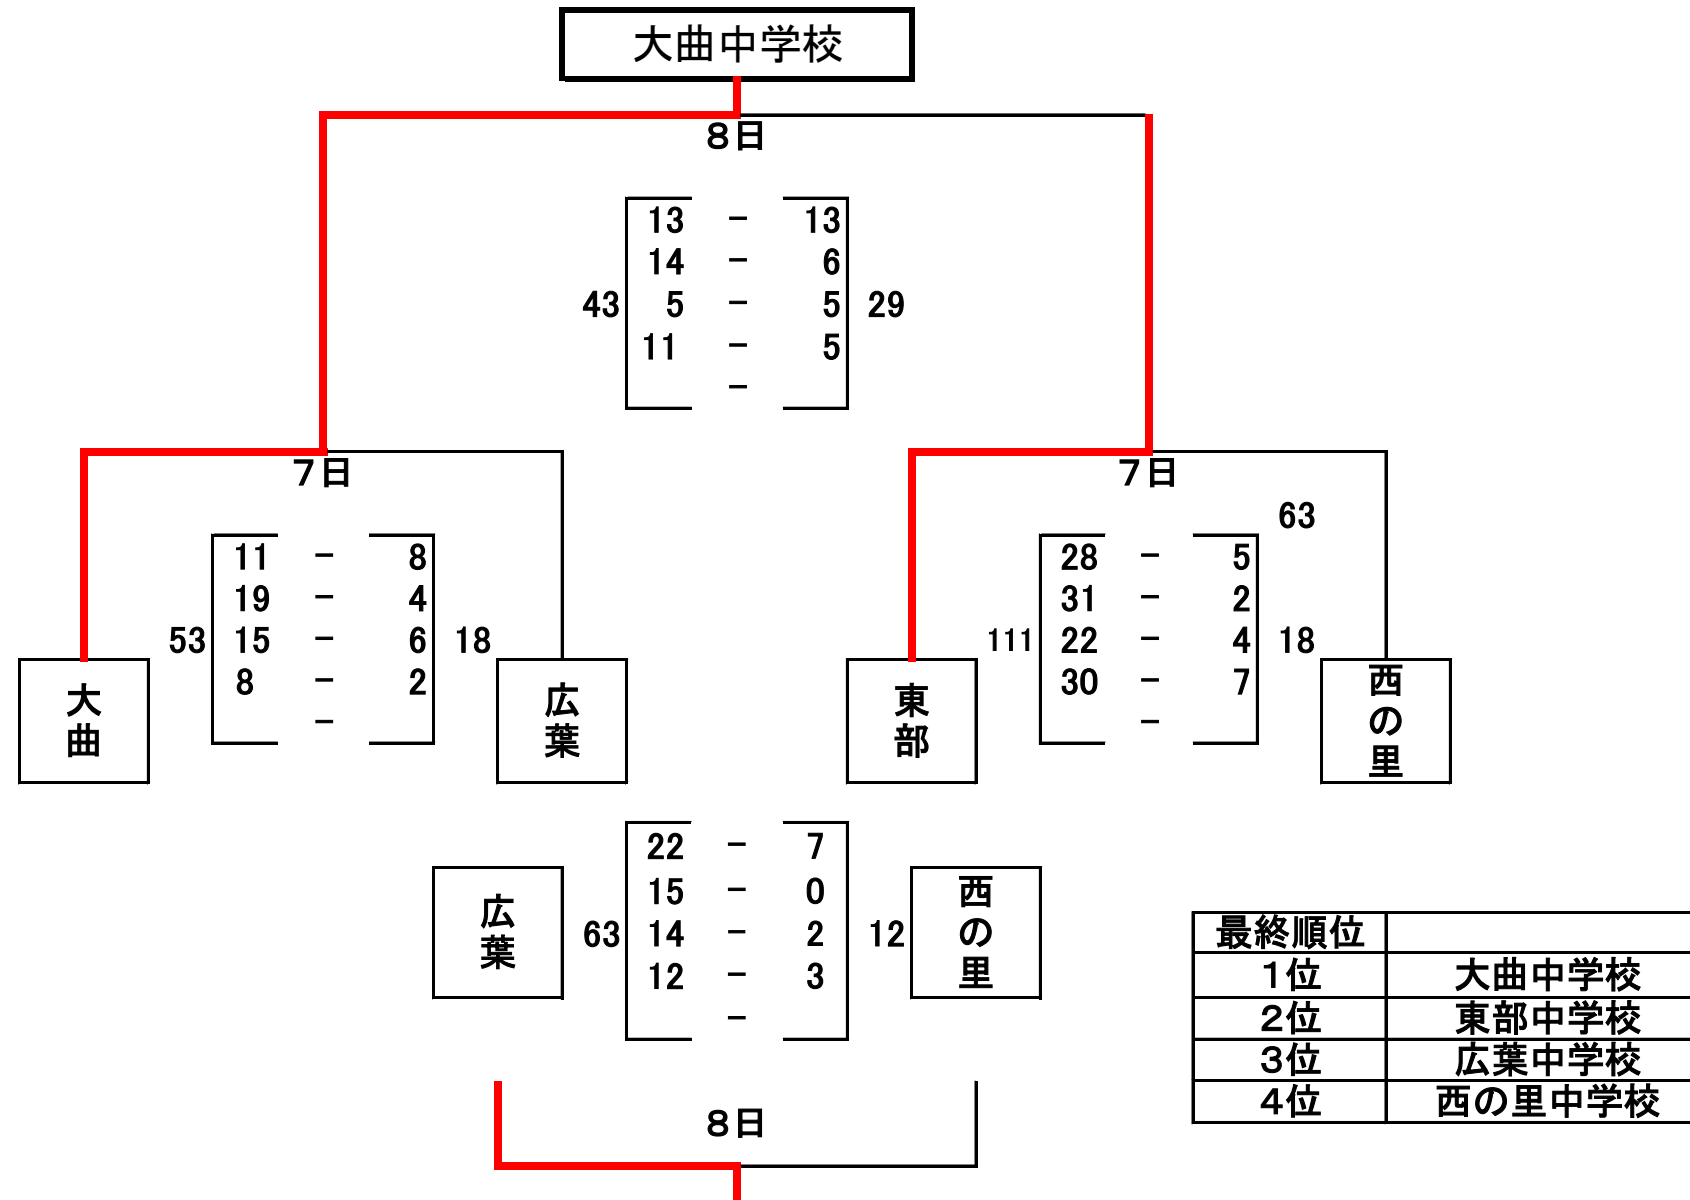 大曲中学校
８日
13 - 13
14 - 6
43 5 - 5 29
11 - 5
-
７日
７日
63
11 - 8
28 - 5
19 - 4
31 - 2
53 15 - 6 18
111 22 - 4 18
8 - 2
30 - 7
-
-
大曲
広葉
東部
西の里
22 - 7
15 - 0
63 14 - 2 12
12 - 3
-
広葉
西の里
８日
最終順位
１位 大曲中学校
２位 東部中学校
３位 広葉中学校
４位 西の里中学校